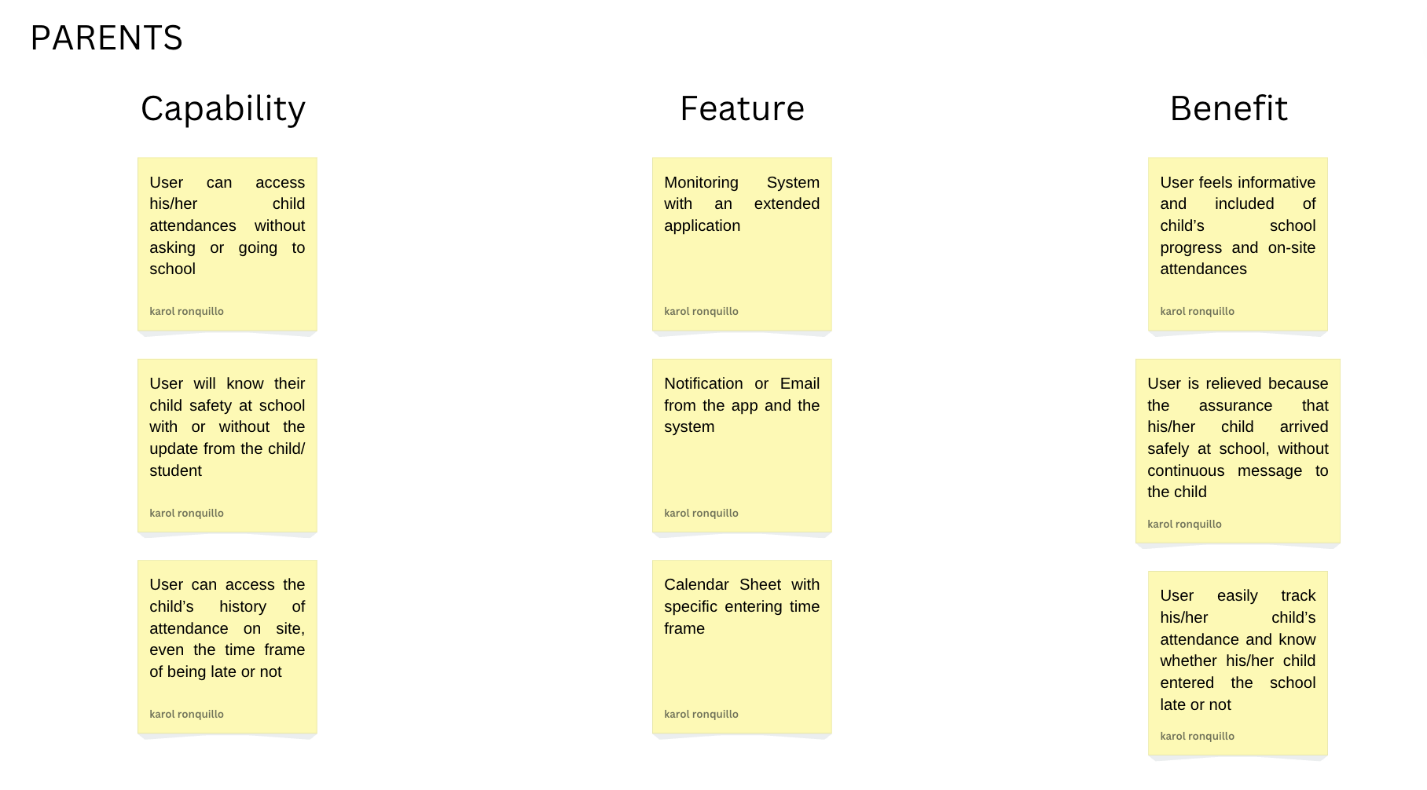 PARENTS
Capability
Feature
Benefit
User can access
his/her child
attendances without
asking or going to
school
karol ronquillo
Monitoring System
with an extended
application
karol ronquillo
User feels informative
and included of
child’s school
progress and on-site
attendances
karol ronquillo
User will know their
child safety at school
with or without the
update from the child/
student
karol ronquillo
Notification or Email
from the app and the
system
karol ronquillo
User is relieved because
the assurance that
his/her child arrived
safely at school, without
continuous message to
the child
karol ronquillo
User can access the
child’s history of
attendance on site,
even the time frame
of being late or not
karol ronquillo
Calendar Sheet with
specific entering time
frame
karol ronquillo
User easily track
his/her child’s
attendance and know
whether his/her child
entered the school
late or not
karol ronquillo